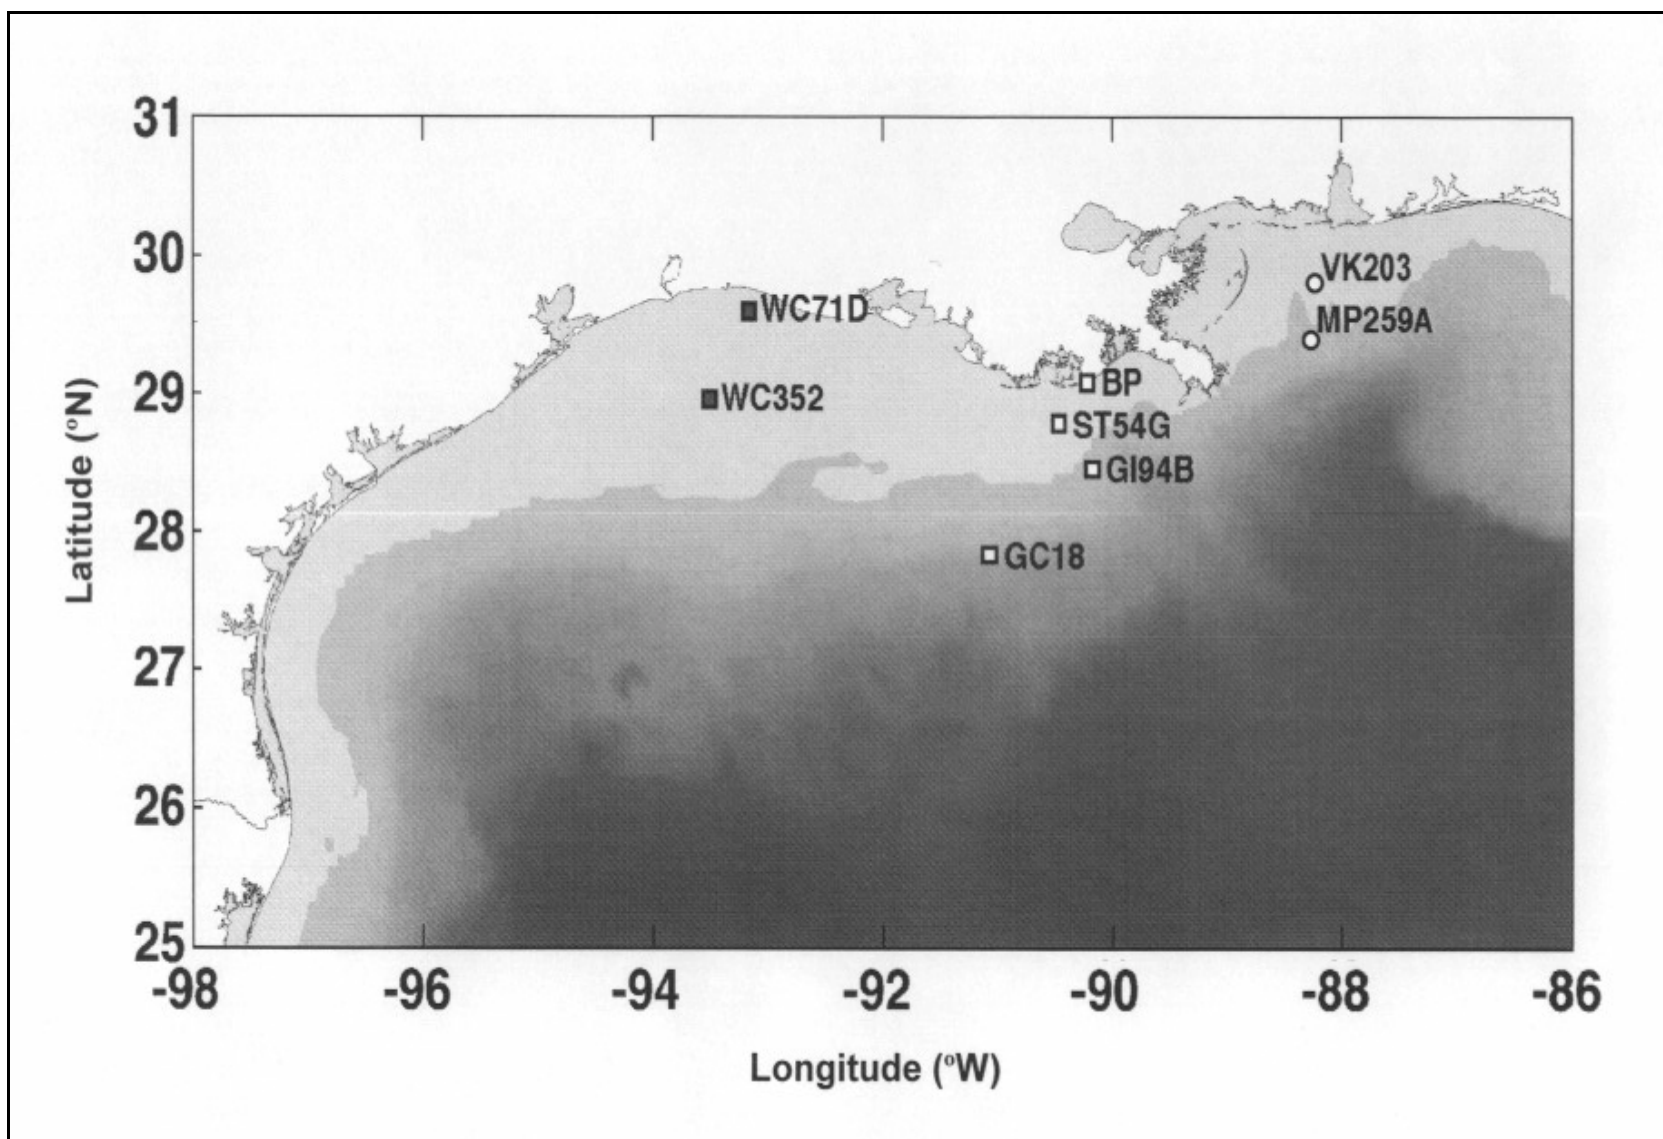 31
30
29
28
27
26
25
Latitude (°N)
VK203
MP259A
WC71D
BP
WC352
ST54G
GI94B
GC18
-98 -96 -94 -92 -90 -88 -86
Longitude (°W)